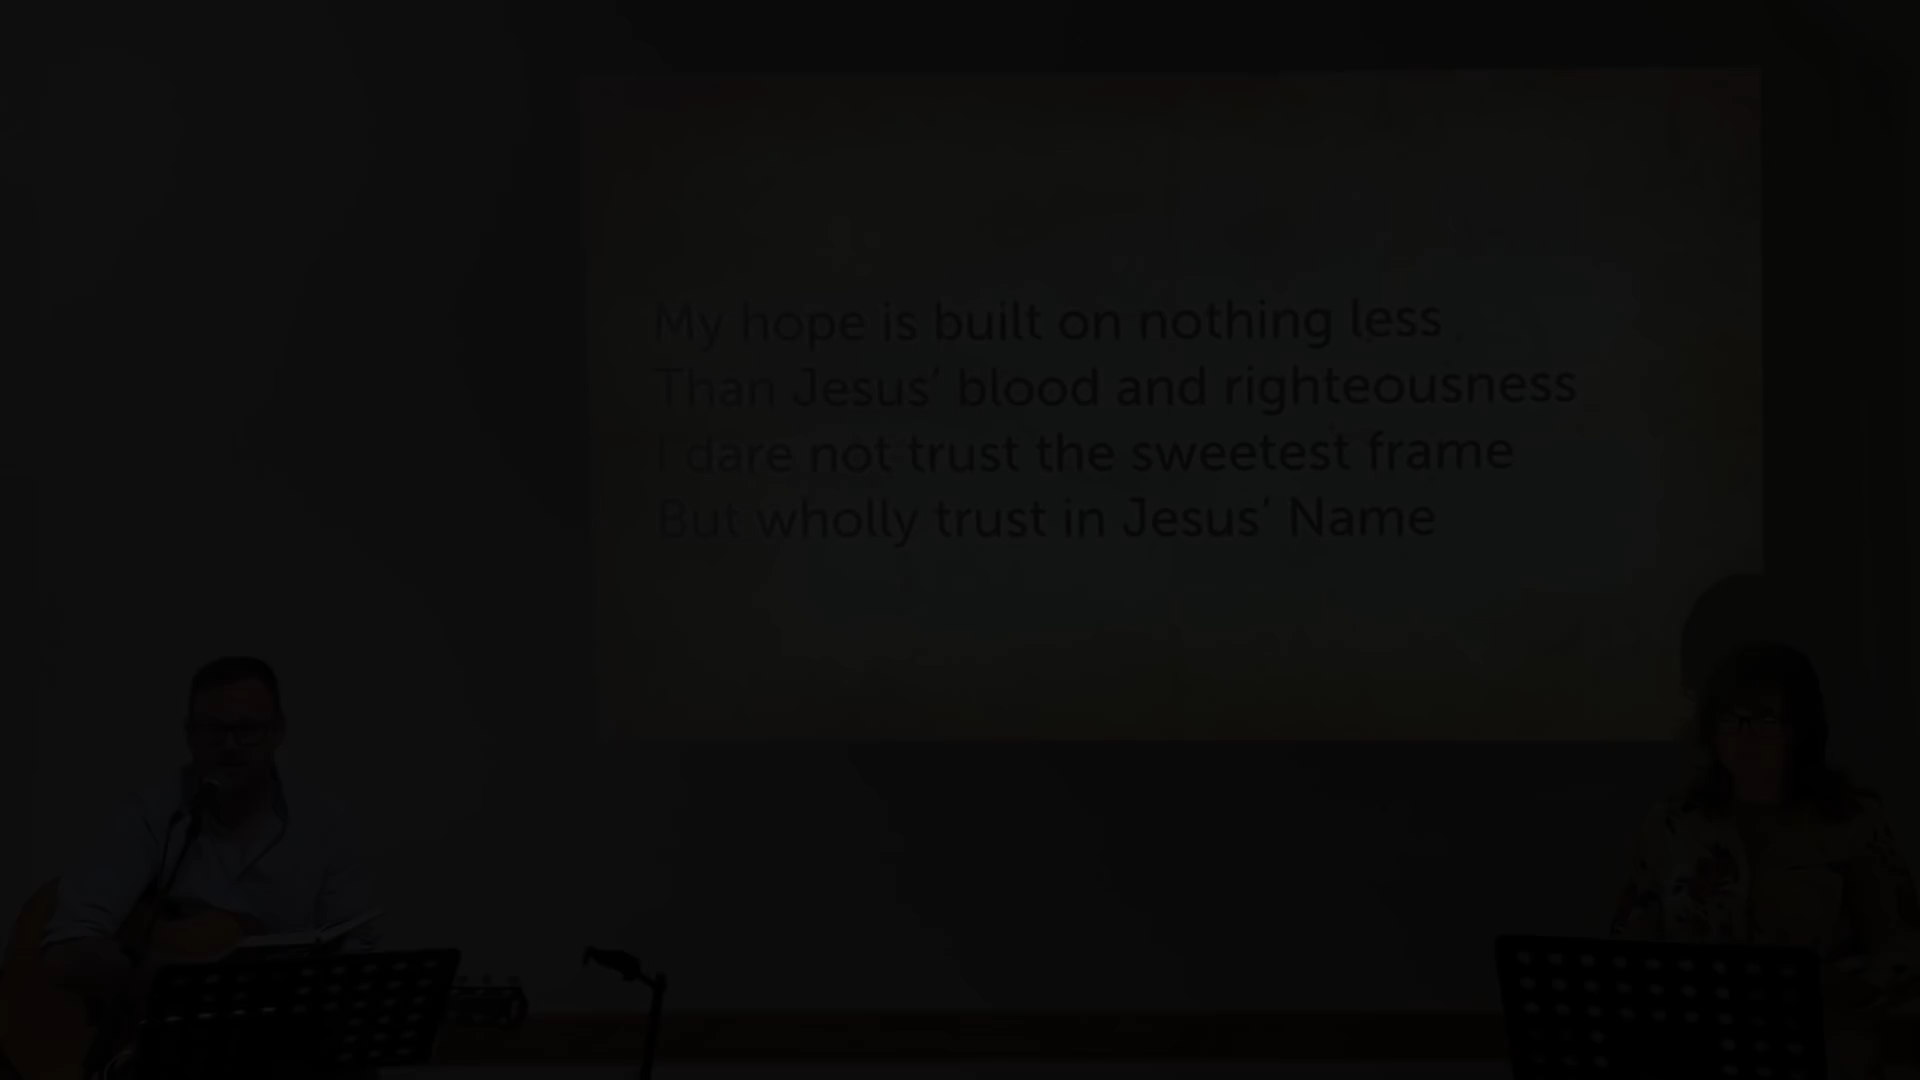 My hope is built on nothing less
Than Jesus’ blood and righteousness
I dare not trust the sweetest frame
But wholly trust in Jesus’ Name